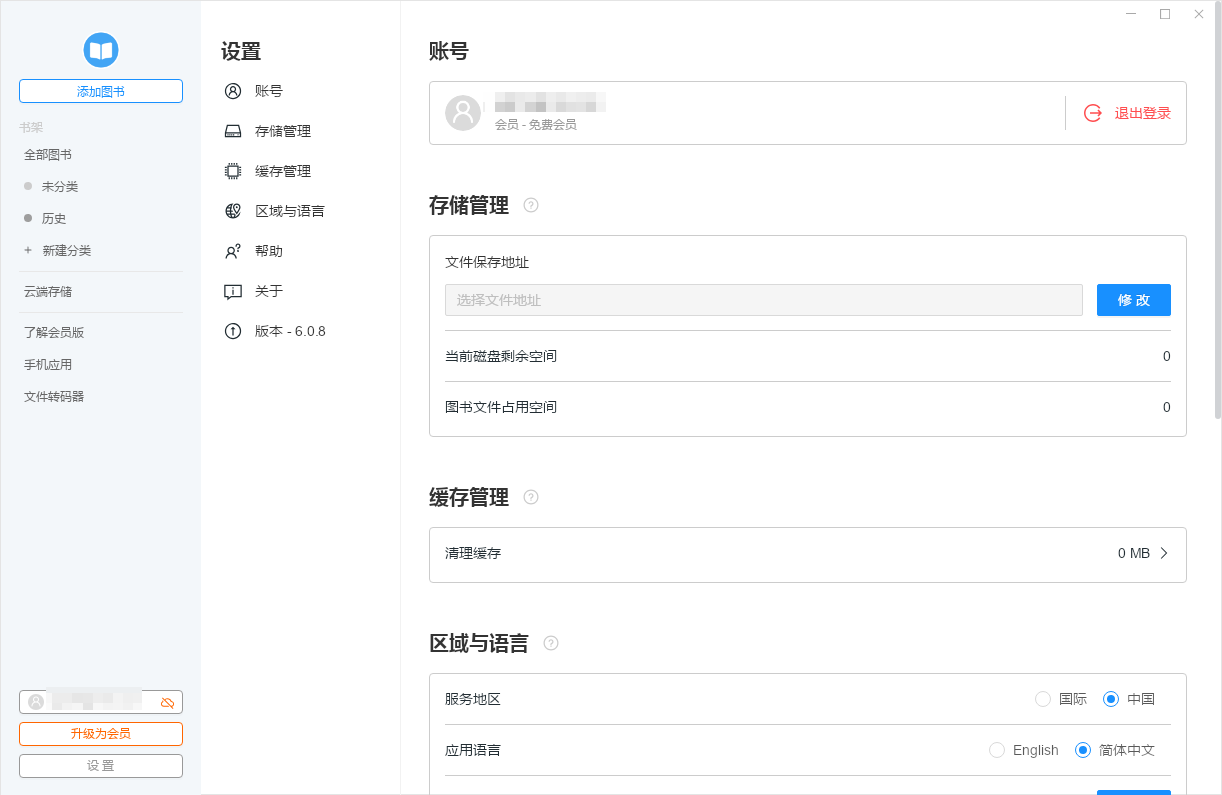 添加图书
书架
全部图书
未分类
历史
+ 新建分类
云端存储
了解会员版
手机应用
文件转码器
升级为会员
设 置
设置
账号
存储管理
缓存管理
区域与语言
帮助
关于
版本 - 6.0.8
账号
会员 - 免费会员
退出登录
存储管理 ?
文件保存地址
选择文件地址
修 改
当前磁盘剩余空间 0
图书文件占用空间 0
缓存管理 ?
清理缓存 0 MB
区域与语言 ?
服务地区 国际 中国
应用语言 English 简体中文